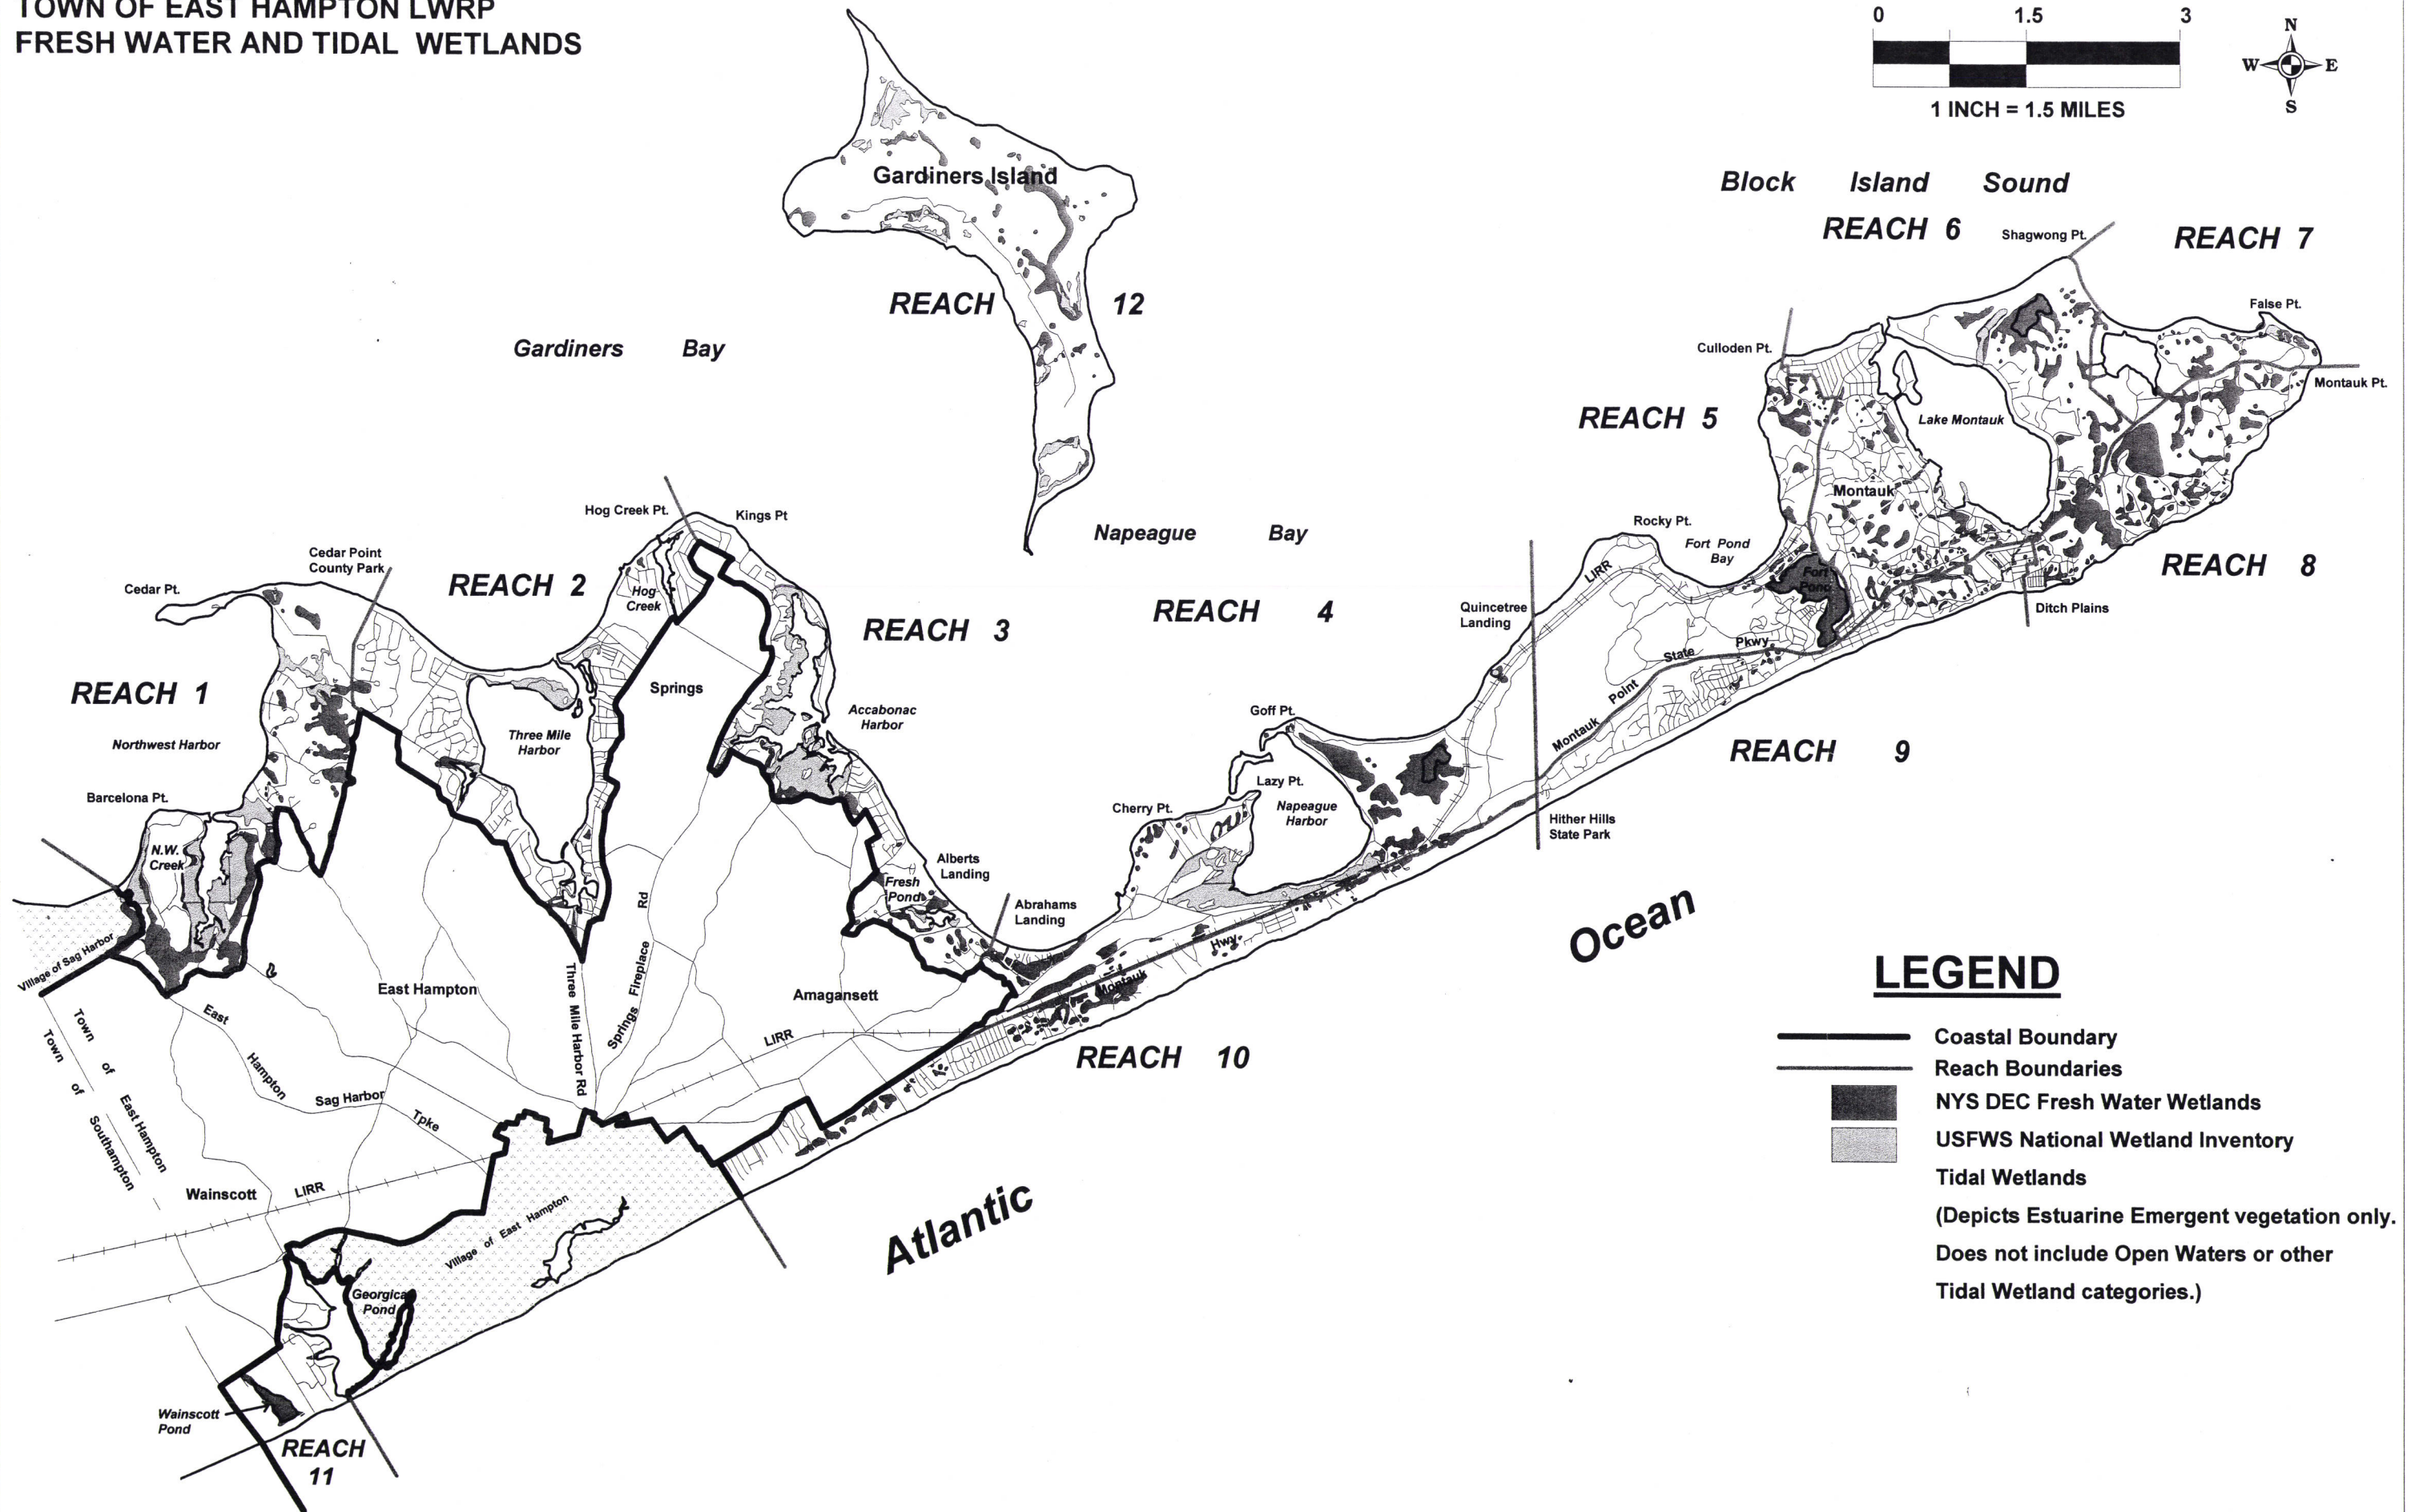 TOWN OF EAST HAMPTON LWRP
FRESH WATER AND TIDAL WETLANDS
0 1.5 3
1 INCH = 1.5 MILES
N
W E
S
Block Island Sound
REACH 6
Shagwong Pt.
REACH 7
False Pt.
Culloden Pt.
Montauk Pt.
REACH 5
Lake Montauk
Montauk
Gardiners Island
REACH 12
Gardiners Bay
Hog Creek Pt.
Kings Pt
Napeague Bay
Rocky Pt.
Fort Pond
Bay
REACH 8
Cedar Point
County Park
Cedar Pt.
REACH 2
Hog
Creek
LIRR
Fort
Pond
Quincetree
Landing
Ditch Plains
REACH 3
REACH 4
Montauk Point State Pkwy
REACH 1
Springs
Accabonac
Harbor
Goff Pt.
Northwest Harbor
Three Mile
Harbor
REACH 9
Barcelona Pt.
Lazy Pt.
Cherry Pt.
Napeague
Harbor
Hither Hills
State Park
N.W.
Creek
Alberts
Landing
Fresh
Pond
Abrahams
Landing
Village of Sag Harbor
Springs Fireplace Rd
Three Mile Harbor Rd
East Hampton
Amagansett
Montauk Hwy
LIRR
REACH 10
Town of East Hampton
Town of Southampton
East Hampton Sag Harbor Tpke
Wainscott
LIRR
Village of East Hampton
Georgica
Pond
Atlantic Ocean
Wainscott
Pond
REACH
11
LEGEND
Coastal Boundary
Reach Boundaries
NYS DEC Fresh Water Wetlands
USFWS National Wetland Inventory
Tidal Wetlands
(Depicts Estuarine Emergent vegetation only.
Does not include Open Waters or other
Tidal Wetland categories.)